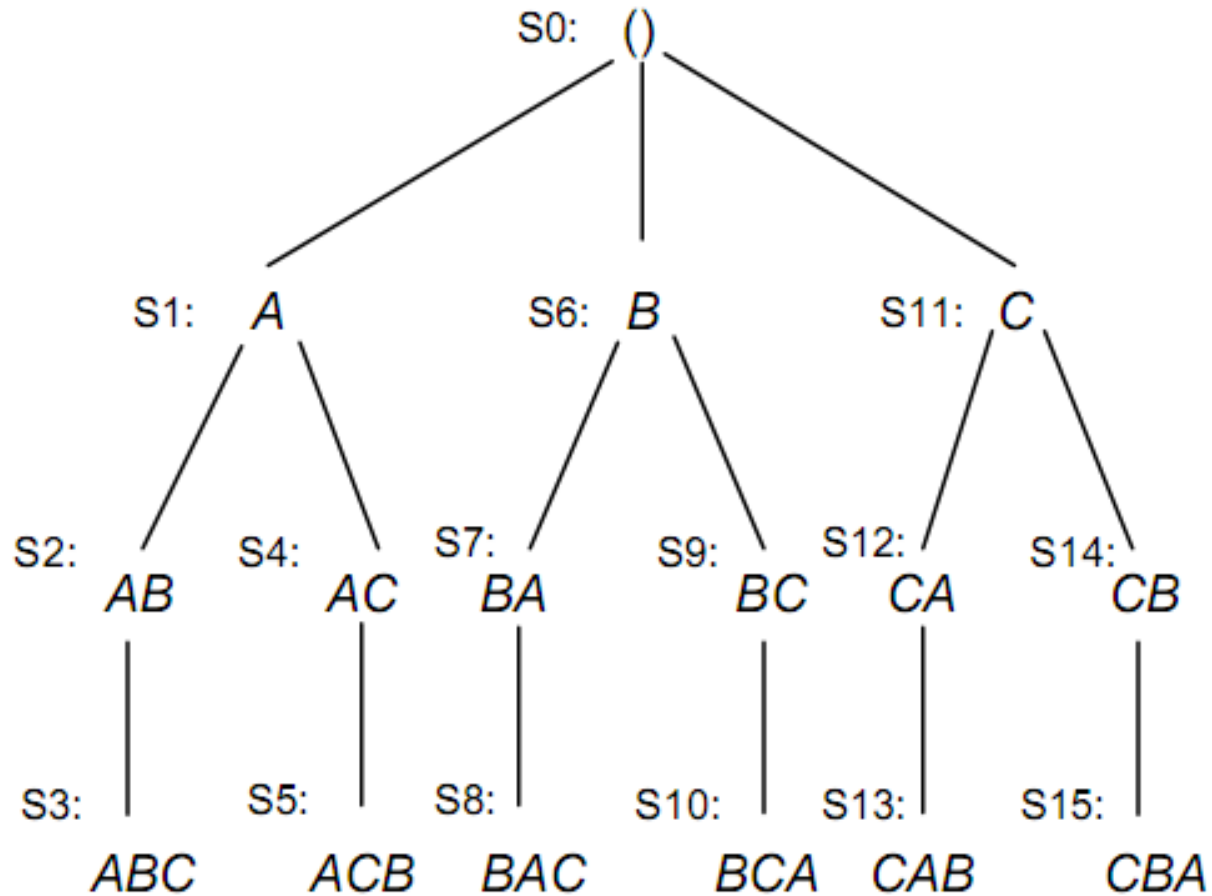 S0: ()
S1: A S6: B S11: C
S2: S4: S7: S9: S12: S14:
AB AC BA BC CA CB
S3: S5: S8: S10: S13: S15:
ABC ACB BAC BCA CAB CBA